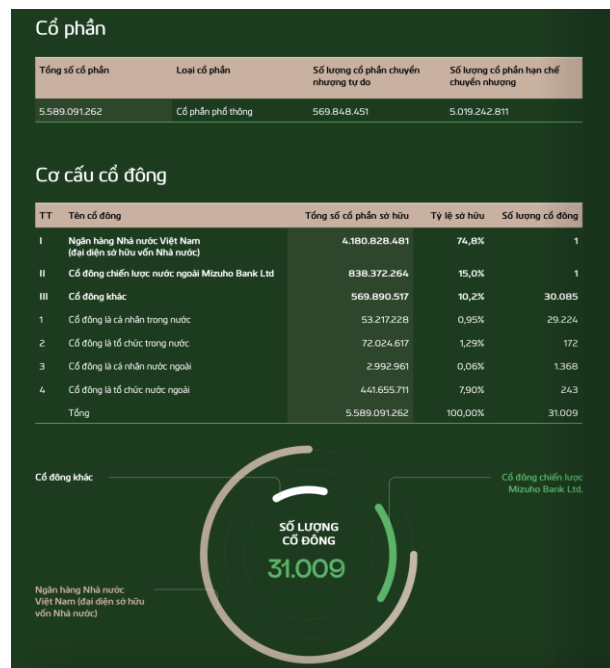 Cổ phần
Tổng số cổ phần Loại cổ phần Số lượng cổ phần chuyển nhượng tự do Số lượng cổ phần hạn chế chuyển nhượng
5.589.091.262 Cổ phần phổ thông 569.848.451 5.019.242.811
Cơ cấu cổ đông
TT Tên cổ đông Tổng số cổ phần sở hữu Tỷ lệ sở hữu Số lượng cổ đông
I Ngân hàng Nhà nước Việt Nam 4.180.828.481 74,8% 1
(đại diện sở hữu vốn Nhà nước)
II Cổ đông chiến lược nước ngoài Mizuho Bank Ltd 838.372.264 15,0% 1
III Cổ đông khác 569.890.517 10,2% 30.085
1 Cổ đông là cá nhân trong nước 53.217.228 0,95% 29.224
2 Cổ đông là tổ chức trong nước 72.024.617 1,29% 172
3 Cổ đông là cá nhân nước ngoài 2.992.961 0,06% 1.368
4 Cổ đông là tổ chức nước ngoài 441.655.711 7,90% 243
Tổng 5.589.091.262 100,00% 31.009
Cổ đông khác
Cổ đông chiến lược
Mizuho Bank Ltd.
SỐ LƯỢNG
CỔ ĐÔNG
31.009
Ngân hàng Nhà nước
Việt Nam (đại diện sở hữu
vốn Nhà nước)